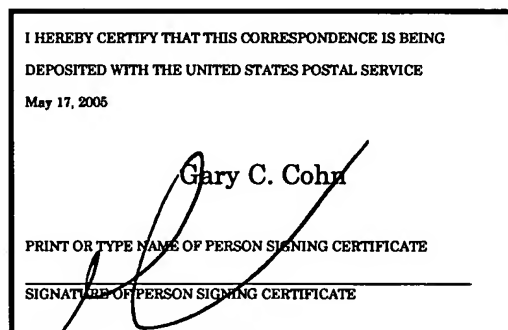 I HEREBY CERTIFY THAT THIS CORRESPONDENCE IS BEING
DEPOSITED WITH THE UNITED STATES POSTAL SERVICE
May 17, 2005
Gary C. Cohn
PRINT OR TYPE NAME OF PERSON SIGNING CERTIFICATE
SIGNATURE OF PERSON SIGNING CERTIFICATE